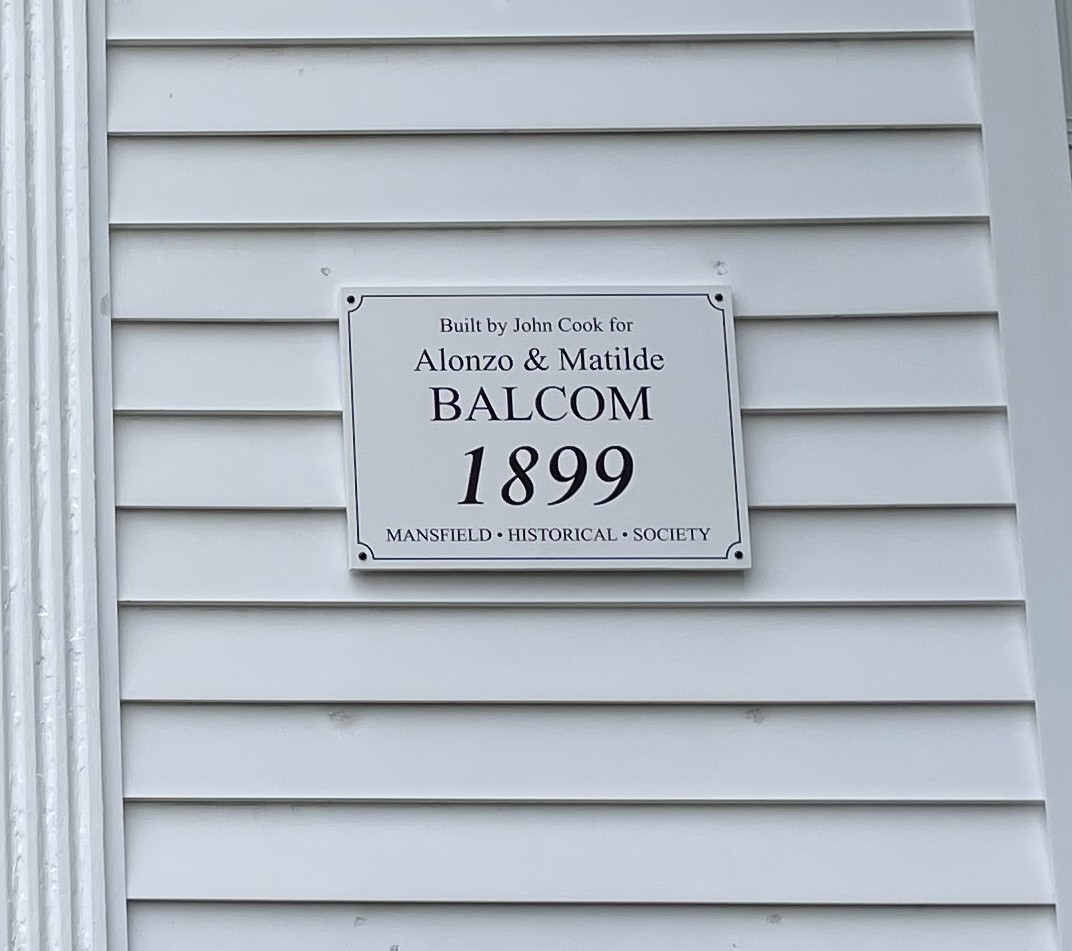 Built by John Cook for
Alonzo & Matilde
BALCOM
1899
MANSFIELD • HISTORICAL • SOCIETY